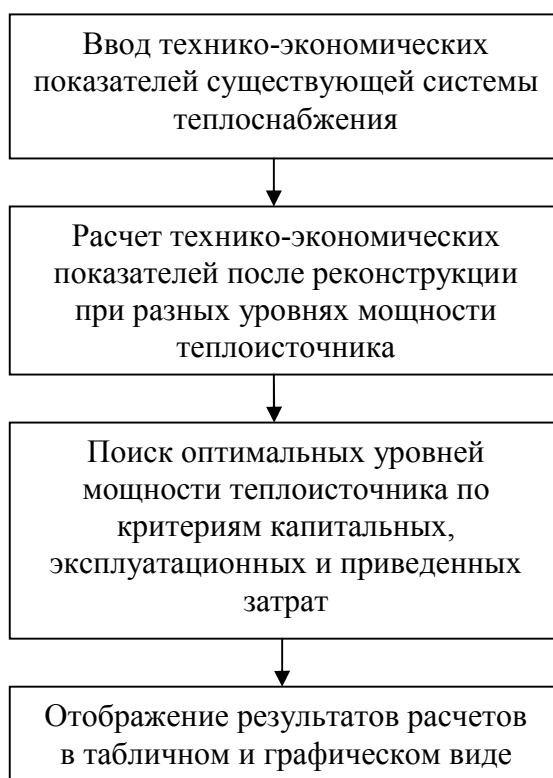 Ввод технико-экономических
показателей существующей системы
теплоснабжения
Расчет технико-экономических
показателей после реконструкции
при разных уровнях мощности
теплоисточника
Поиск оптимальных уровней
мощности теплоисточника по
критериям капитальных,
эксплуатационных и приведенных
затрат
Отображение результатов расчетов
в табличном и графическом виде